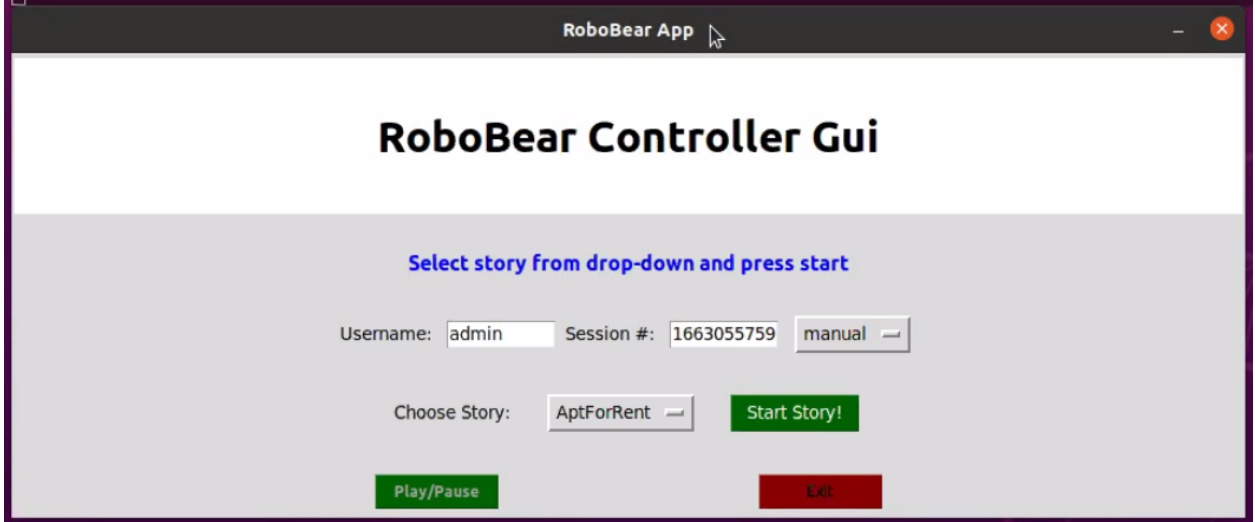 RoboBear App
RoboBear Controller Gui
Select story from drop-down and press start
Username: admin Session #: 1663055759 manual
Choose Story: AptForRent Start Story!
Play/Pause Exit